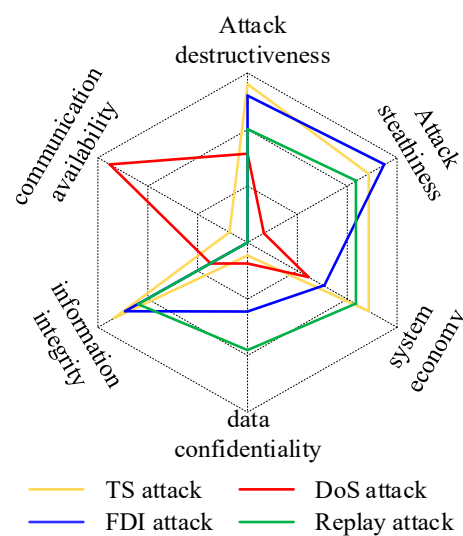 Attack
destructiveness
Attack
steathiness
system
economy
data
confidentiality
information
integrity
communication
availability
TS attack
DoS attack
FDI attack
Replay attack